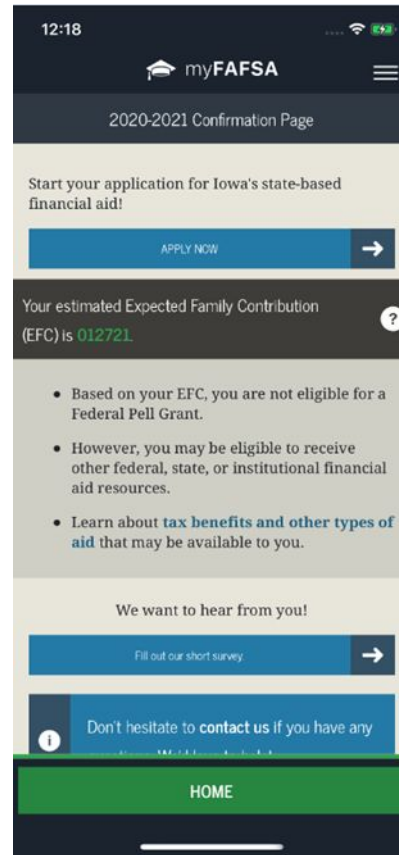 12:18
myFAFSA
2020-2021 Confirmation Page
Start your application for Iowa's state-based
financial aid!
APPLY NOW
Your estimated Expected Family Contribution
(EFC) is 012721.
?
• Based on your EFC, you are not eligible for a
Federal Pell Grant.
• However, you may be eligible to receive
other federal, state, or institutional financial
aid resources.
• Learn about tax benefits and other types of
aid that may be available to you.
We want to hear from you!
Fill out our short survey.
i
Don't hesitate to contact us if you have any
HOME